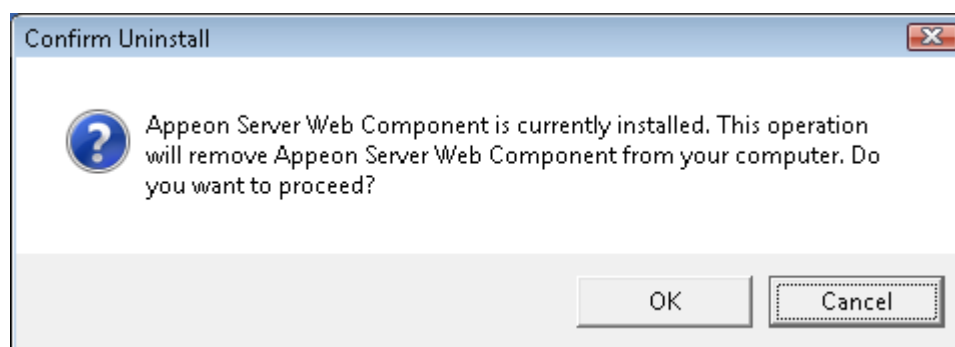 Confirm Uninstall
Appeon Server Web Component is currently installed. This operation
will remove Appeon Server Web Component from your computer. Do
you want to proceed?
OK
Cancel